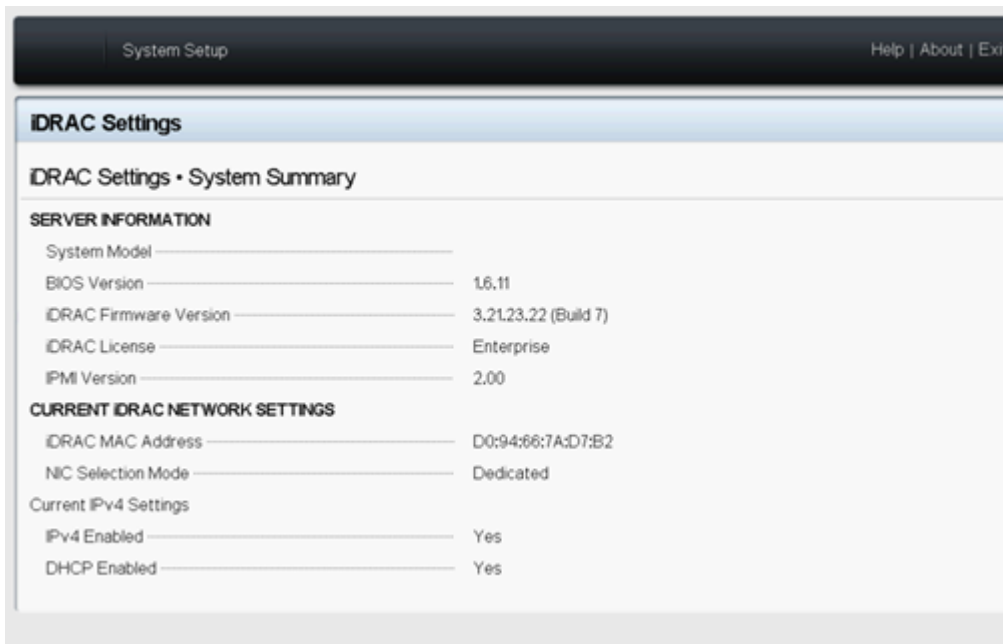 System Setup
Help | About | Exi
iDRAC Settings
iDRAC Settings • System Summary
SERVER INFORMATION
System Model
BIOS Version 1.6.11
iDRAC Firmware Version 3.21.23.22 (Build 7)
iDRAC License Enterprise
IPMI Version 2.00
CURRENT iDRAC NETWORK SETTINGS
iDRAC MAC Address D0:94:66:7A:D7:B2
NIC Selection Mode Dedicated
Current IPv4 Settings
IPv4 Enabled Yes
DHCP Enabled Yes